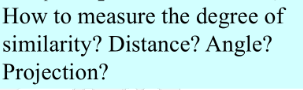 How to measure the degree of
similarity? Distance? Angle?
Projection?